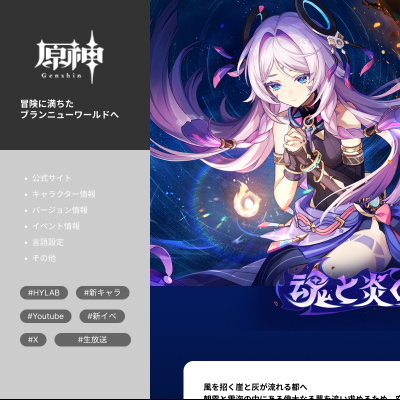 原神
Genshin
冒険に満ちた
ブランニューワールドへ
公式サイト
キャラクター情報
バージョン情報
イベント情報
言語設定
その他
#HYLAB
#新キャラ
#Youtube
#新イベ
#X
#生放送
魂と炎
風を招く崖と灰が流れる都へ